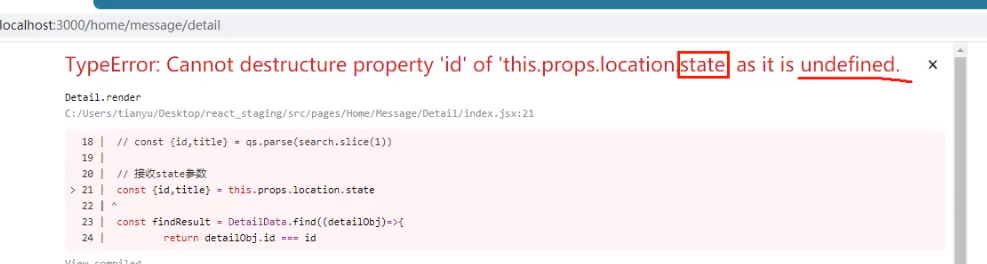 localhost:3000/home/message/detail
TypeError: Cannot destructure property 'id' of 'this.props.location.state as it is undefined. ×
Detail.render
C:/Users/tianyu/Desktop/react_staging/src/pages/Home/Message/Detail/index.jsx:21
18 | // const {id,title} = qs.parse(search.slice(1))
19 |
20 | // 接收state参数
> 21 | const {id,title} = this.props.location.state
22 | ^
23 | const findResult = DetailData.find((detailObj)=>{
24 | return detailObj.id === id
View compiled